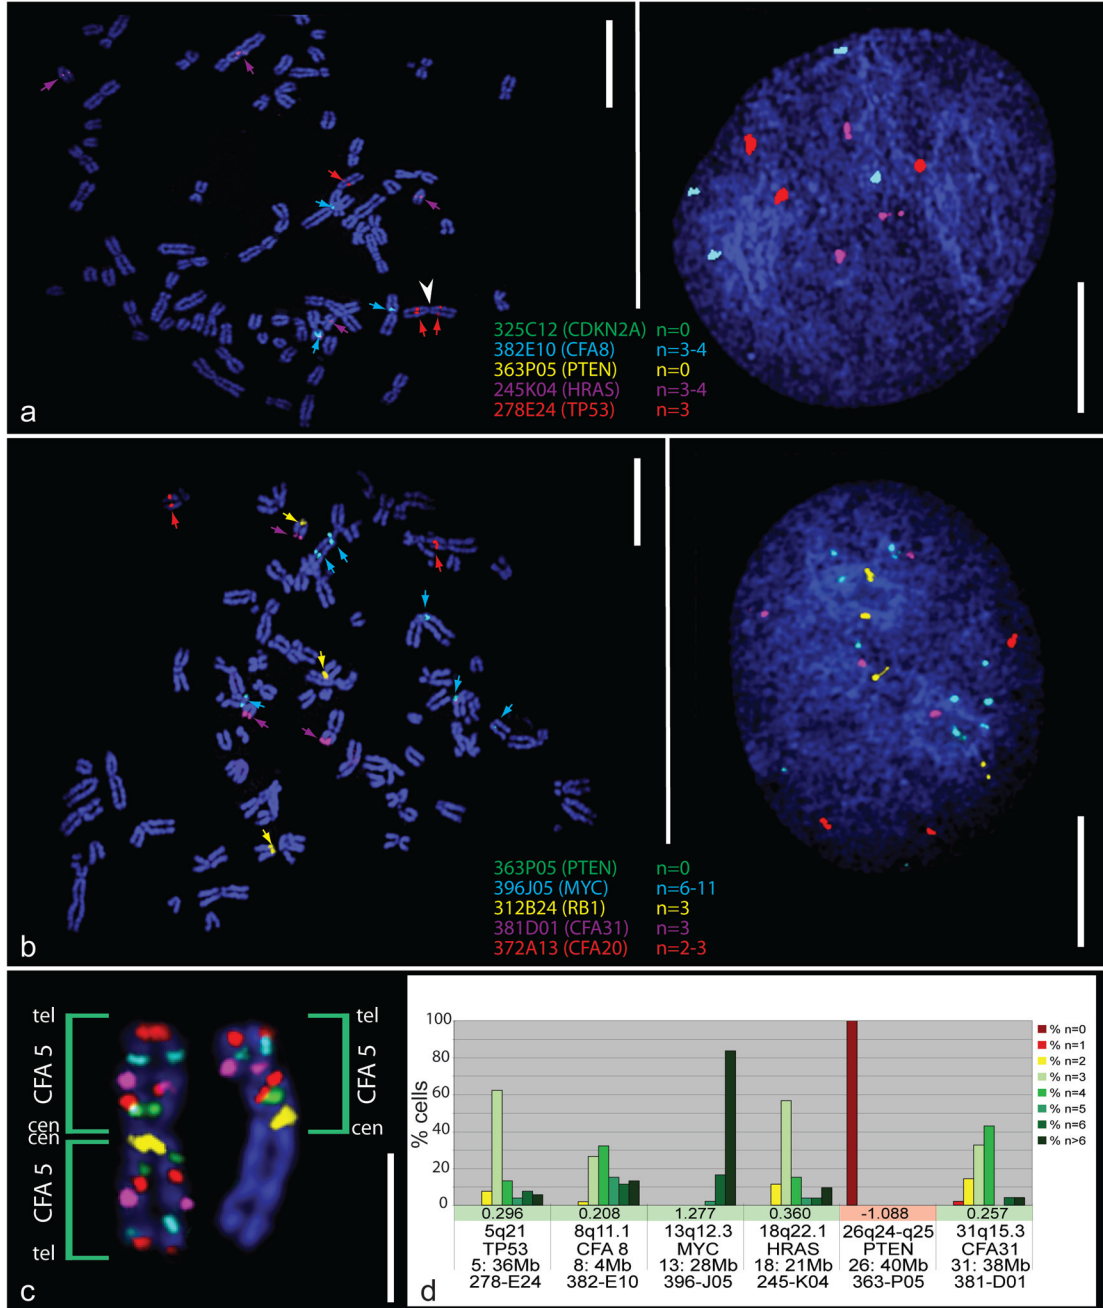 a
325C12 (CDKN2A) n=0
382E10 (CFA8) n=3-4
363P05 (PTEN) n=0
245K04 (HRAS) n=3-4
278E24 (TP53) n=3
b
363P05 (PTEN) n=0
396J05 (MYC) n=6-11
312B24 (RB1) n=3
381D01 (CFA31) n=3
372A13 (CFA20) n=2-3
c
tel
CFA 5
cen
cen
CFA 5
tel
tel
CFA 5
cen
d
% cells
100
80
60
40
20
0
% n=0
% n=1
% n=2
% n=3
% n=4
% n=5
% n=6
% n>6
0.296 0.208 1.277 0.360 -1.088 0.257
5q21 8q11.1 13q12.3 18q22.1 26q24-q25 31q15.3
TP53 CFA 8 MYC HRAS PTEN CFA31
5: 36Mb 8: 4Mb 13: 28Mb 18: 21Mb 26: 40Mb 31: 38Mb
278-E24 382-E10 396-J05 245-K04 363-P05 381-D01